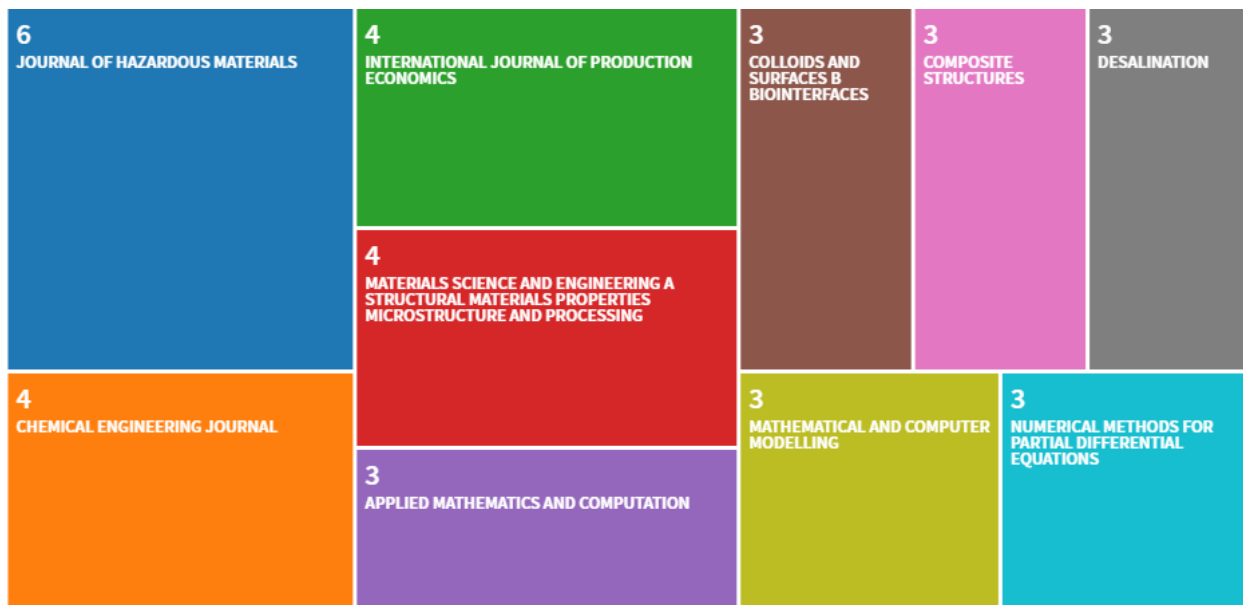 6
JOURNAL OF HAZARDOUS MATERIALS
4
CHEMICAL ENGINEERING JOURNAL
4
INTERNATIONAL JOURNAL OF PRODUCTION
ECONOMICS
4
MATERIALS SCIENCE AND ENGINEERING A
STRUCTURAL MATERIALS PROPERTIES
MICROSTRUCTURE AND PROCESSING
3
APPLIED MATHEMATICS AND COMPUTATION
3
COLLOIDS AND
SURFACES B
BIOINTERFACES
3
COMPOSITE
STRUCTURES
3
DESALINATION
3
MATHEMATICAL AND COMPUTER
MODELLING
3
NUMERICAL METHODS FOR
PARTIAL DIFFERENTIAL
EQUATIONS